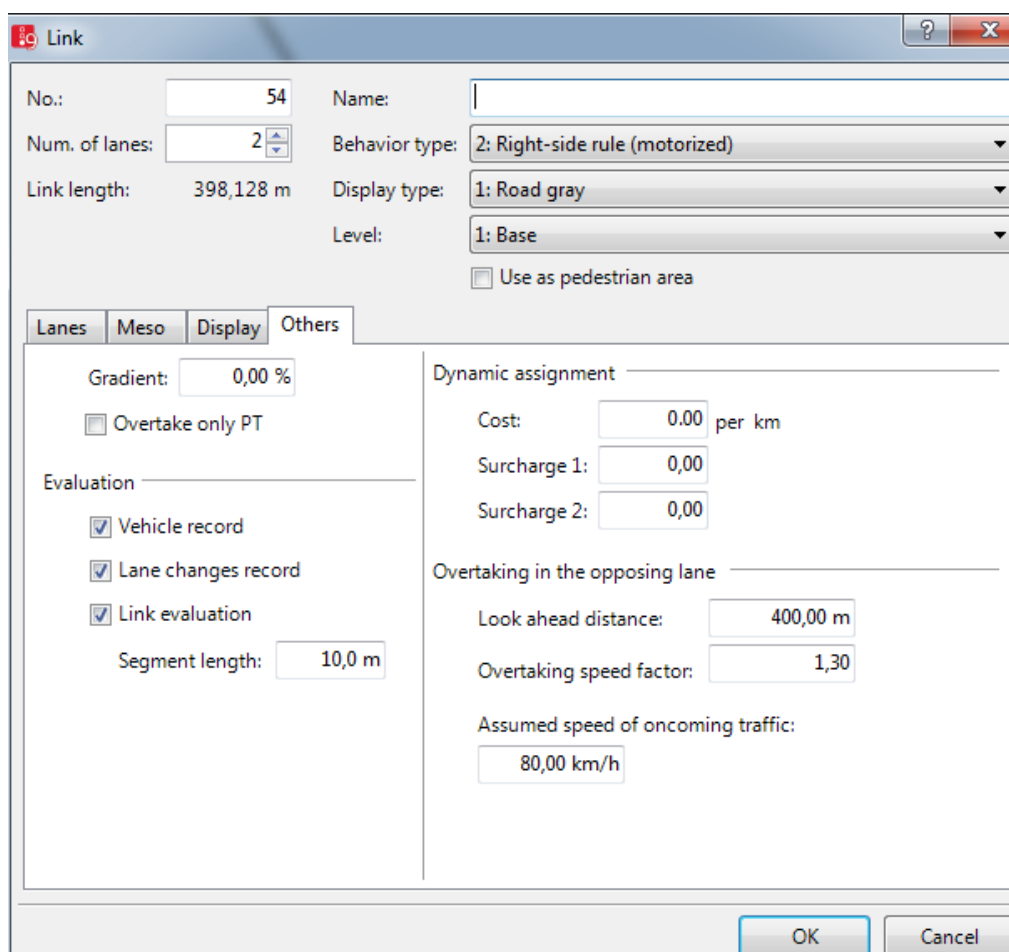 Link
No.: 54 Name:
Num. of lanes: 2 Behavior type: 2: Right-side rule (motorized)
Link length: 398,128 m Display type: 1: Road gray
Level: 1: Base
Use as pedestrian area
Lanes Meso Display Others
Gradient: 0,00 %
Overtake only PT
Evaluation
Vehicle record
Lane changes record
Link evaluation
Segment length: 10,0 m
Dynamic assignment
Cost: 0.00 per km
Surcharge 1: 0,00
Surcharge 2: 0,00
Overtaking in the opposing lane
Look ahead distance: 400,00 m
Overtaking speed factor: 1,30
Assumed speed of oncoming traffic:
80,00 km/h
OK Cancel